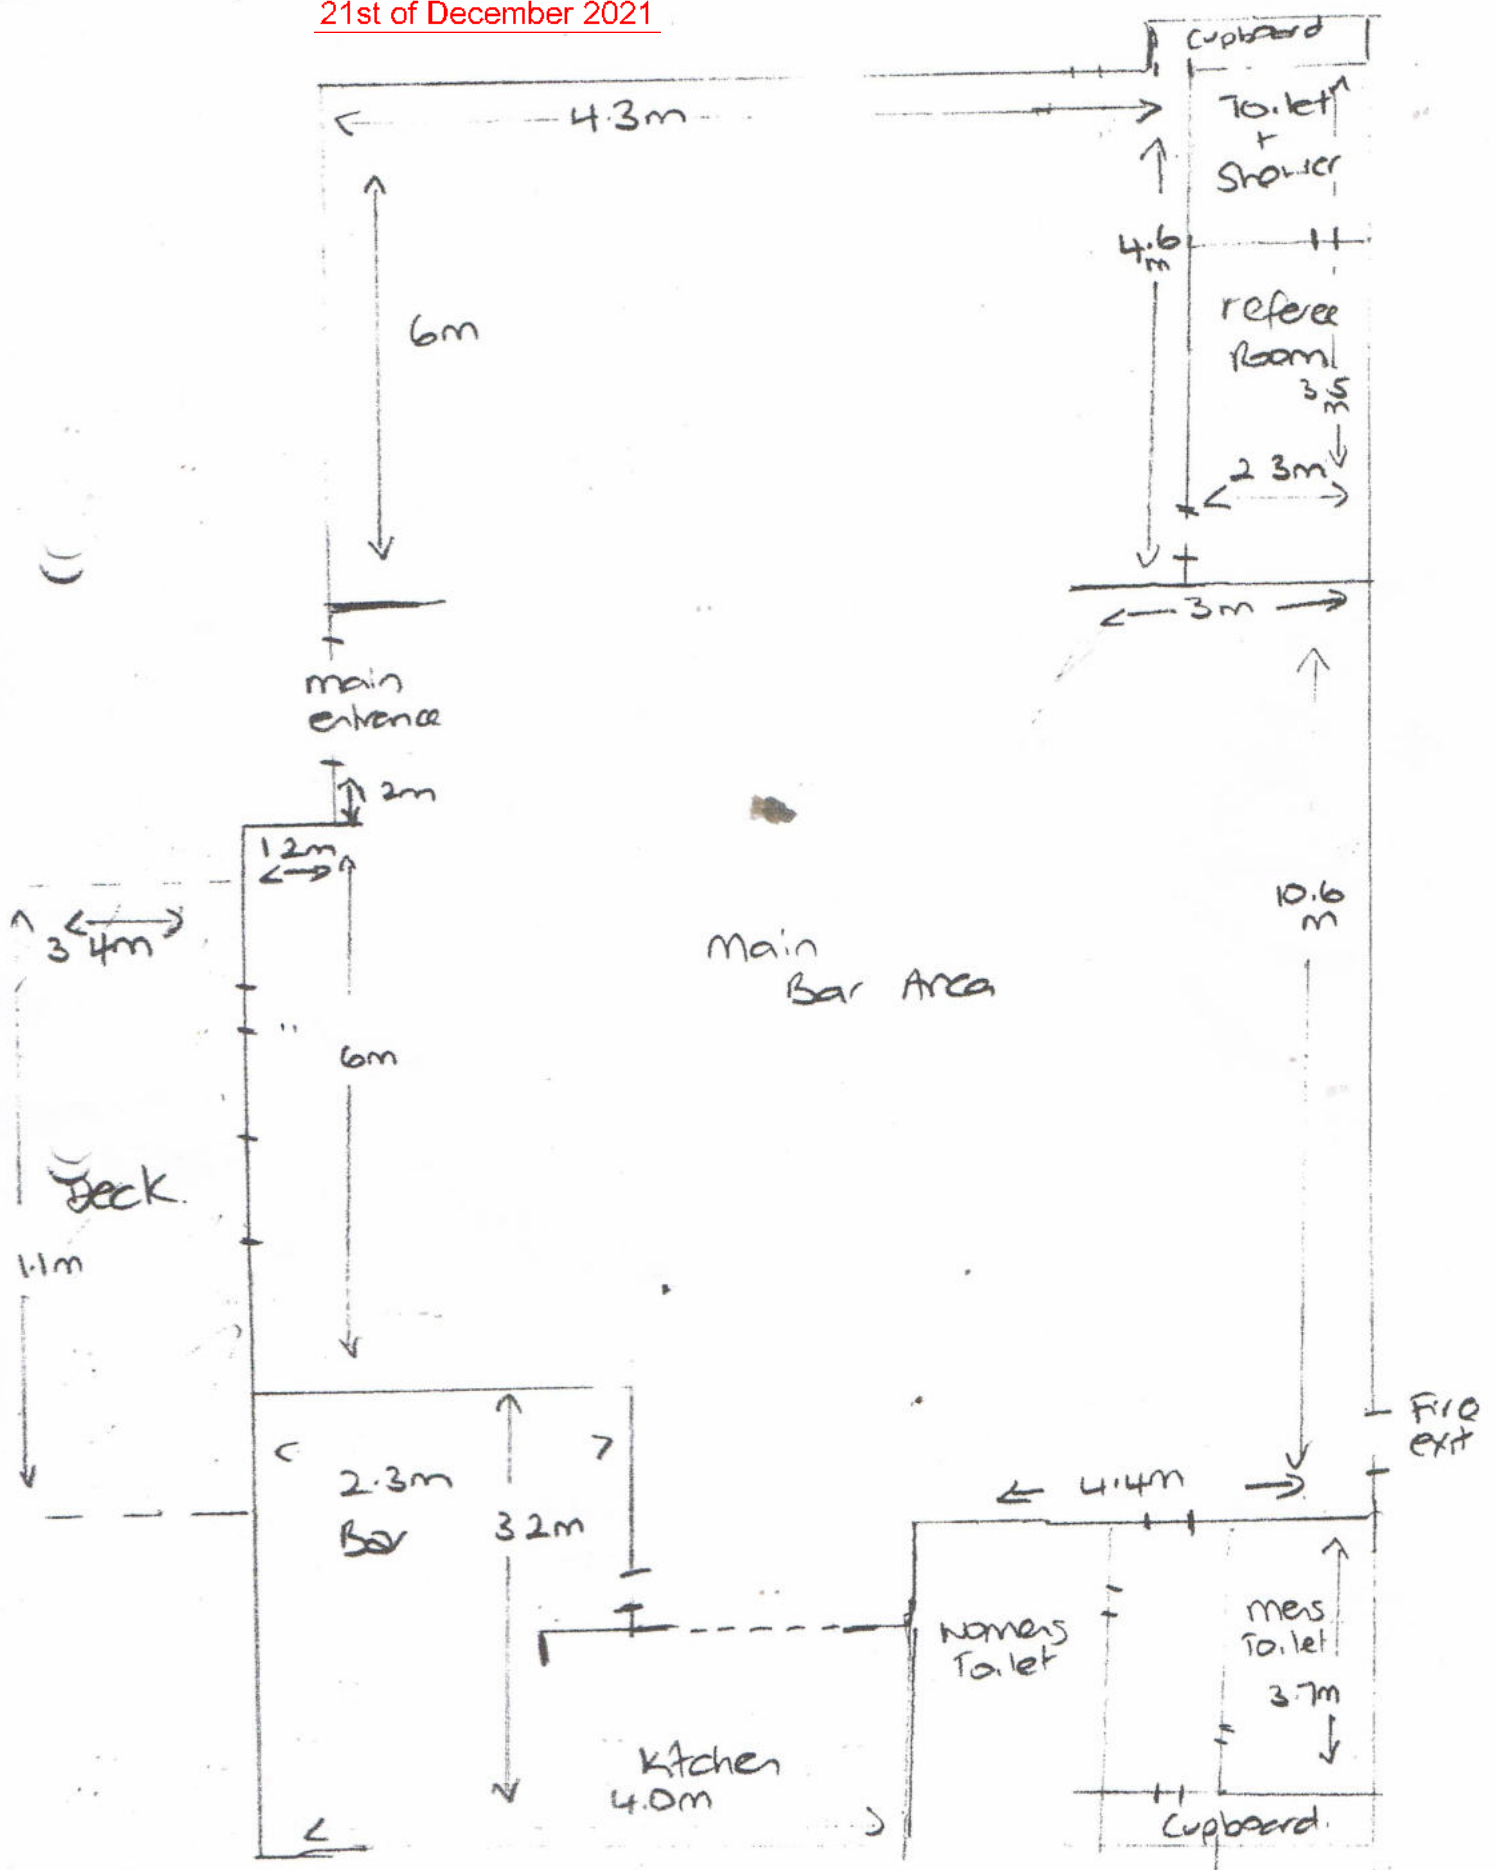 21st of December 2021
Cupboard
4.3m
Toilet
+
Shower
4.6
m
6m
referee
Room
3.5
m
2 3m
3m
main
entrance
2m
1 2m
10.6
m
3 4m
Main
Bar Area
6m
Deck.
1.1m
Fire
exit
2.3m
Bar
3 2m
4.4m
womens
Toilet
mens
Toilet
3.7m
Kitchen
4.0m
Cupboard.